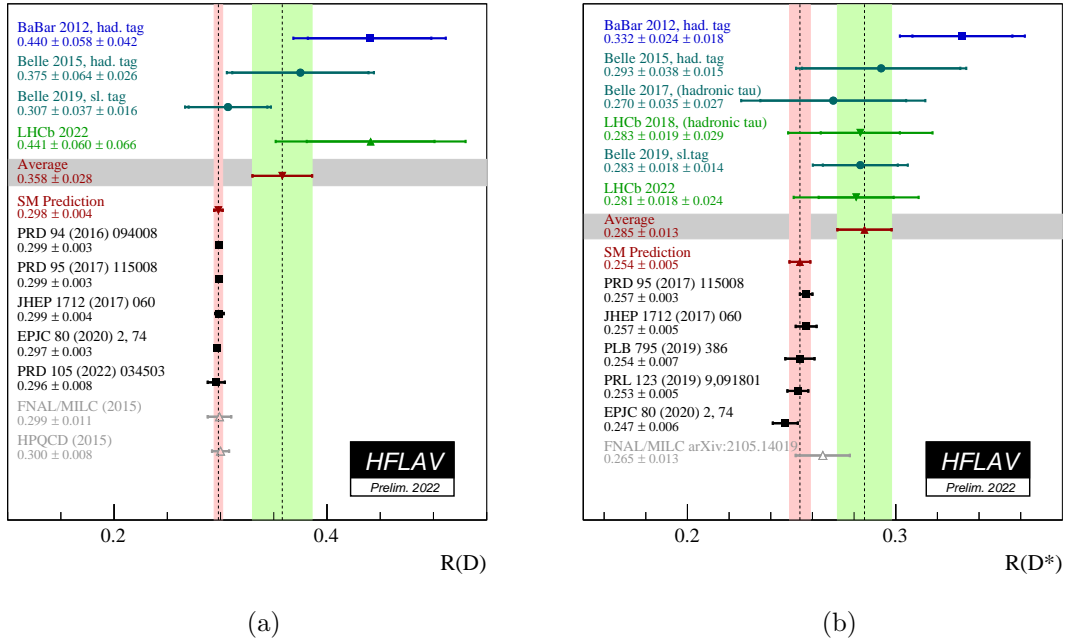 BaBar 2012, had. tag
0.440 ± 0.058 ± 0.042
Belle 2015, had. tag
0.375 ± 0.064 ± 0.026
Belle 2019, sl. tag
0.307 ± 0.037 ± 0.016
LHCb 2022
0.441 ± 0.060 ± 0.066
Average
0.358 ± 0.028
SM Prediction
0.298 ± 0.004
PRD 94 (2016) 094008
0.299 ± 0.003
PRD 95 (2017) 115008
0.299 ± 0.003
JHEP 1712 (2017) 060
0.299 ± 0.004
EPJC 80 (2020) 2, 74
0.297 ± 0.003
PRD 105 (2022) 034503
0.296 ± 0.008
FNAL/MILC (2015)
0.299 ± 0.011
HPQCD (2015)
0.300 ± 0.008
HFLAV
Prelim. 2022
0.2 0.4
R(D)
(a)
BaBar 2012, had. tag
0.332 ± 0.024 ± 0.018
Belle 2015, had. tag
0.293 ± 0.038 ± 0.015
Belle 2017, (hadronic tau)
0.270 ± 0.035 ± 0.027
LHCb 2018, (hadronic tau)
0.283 ± 0.019 ± 0.029
Belle 2019, sl.tag
0.283 ± 0.018 ± 0.014
LHCb 2022
0.281 ± 0.018 ± 0.024
Average
0.285 ± 0.013
SM Prediction
0.254 ± 0.005
PRD 95 (2017) 115008
0.257 ± 0.003
JHEP 1712 (2017) 060
0.257 ± 0.005
PLB 795 (2019) 386
0.254 ± 0.007
PRL 123 (2019) 9,091801
0.253 ± 0.005
EPJC 80 (2020) 2, 74
0.247 ± 0.006
FNAL/MILC arXiv:2105.14019
0.265 ± 0.013
HFLAV
Prelim. 2022
0.2 0.3
R(D*)
(b)